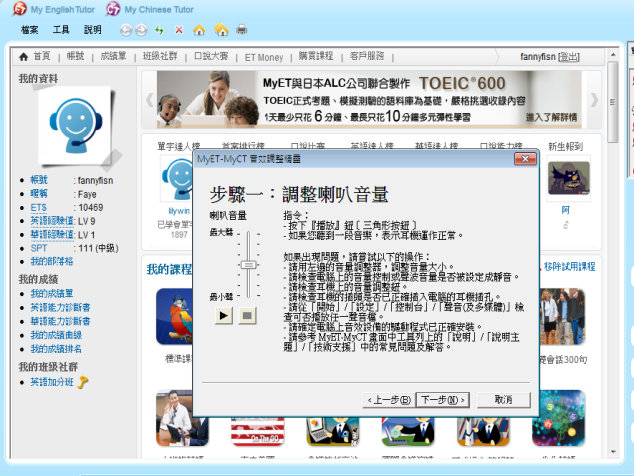 My English Tutor My Chinese Tutor
檔案 工具 說明
首頁 | 帳號 | 成績單 | 班級社群 | 口說大賽 | ET Money | 購買課程 | 客戶服務 |
fannyfisn [登出]
我的資料
帳號 : fannyfisn
暱稱 : Faye
ET$ : 10469
英語經驗值: LV 9
華語經驗值: LV 1
SPT : 111 (中級)
我的部落格
我的成績
我的成績單
英語能力診斷書
華語能力診斷書
我的成績曲線
我的成績排名
我的班級社群
英語加分班
MyET與日本ALC公司聯合製作 TOEIC®600
TOEIC正式考題、模擬測驗的語料庫為基礎，嚴格挑選收錄內容
1天最少只花6分鐘、最長只花10分鐘多元彈性學習
進入了解詳情
單字達人榜
口說比賽
英語達人榜
華語達人榜
口說能力榜
新生報到
lilywin
已學會單
1897
阿
我的課程
移除試用課程
標準課
會話300句
On The GO
MyET-MyCT 音效調整精靈
步驟一：調整喇叭音量
喇叭音量
最大聲
最小聲
指令：
- 按下『播放』鈕〔三角形按鈕〕
- 如果您聽到一段音樂，表示耳機運作正常。
如果出現問題，請嘗試以下的操作：
- 請用左邊的音量調整器，調整音量大小。
- 請檢查電腦上的音量控制或聲波音量是否被設定成靜音。
- 請檢查耳機上的音量調整鈕。
- 請檢查耳機的插頭是否已正確插入電腦的耳機插孔。
- 請從「開始」/「設定」/「控制台」/「聲音(及多媒體)」檢
查可否播放任一聲音檔。
- 請確定電腦上音效設備的驅動程式已正確安裝。
- 請參考 MyET-MyCT 畫面中工具列上的「說明」/「說明主
題」/「技術支援」中的常見問題及解答。
<上一步(B) 下一步(N)> 取消